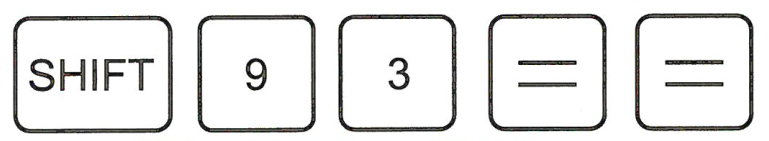 SHIFT 9 3 = =